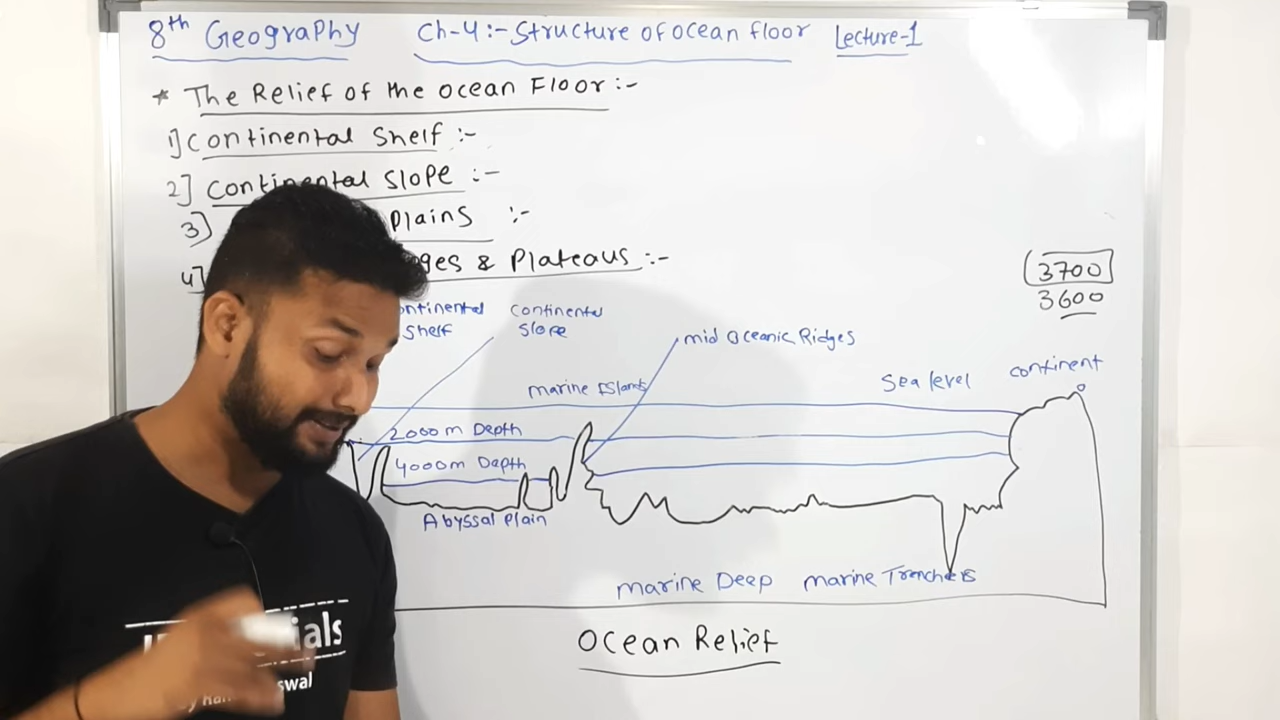 8th Geography Ch-4:- Structure of ocean floor Lecture-1
* The Relief of the ocean Floor:-
1] Continental Shelf :-
2] Continental Slope :-
3] Plains :-
4] & Plateaus :-
3700
3600
Shelf
Continental
Slope
mid Oceanic Ridges
marine Islands
Sea level
continent
2000m Depth
4000m Depth
Abyssal Plain
marine Deep
marine Trenches
Ocean Relief